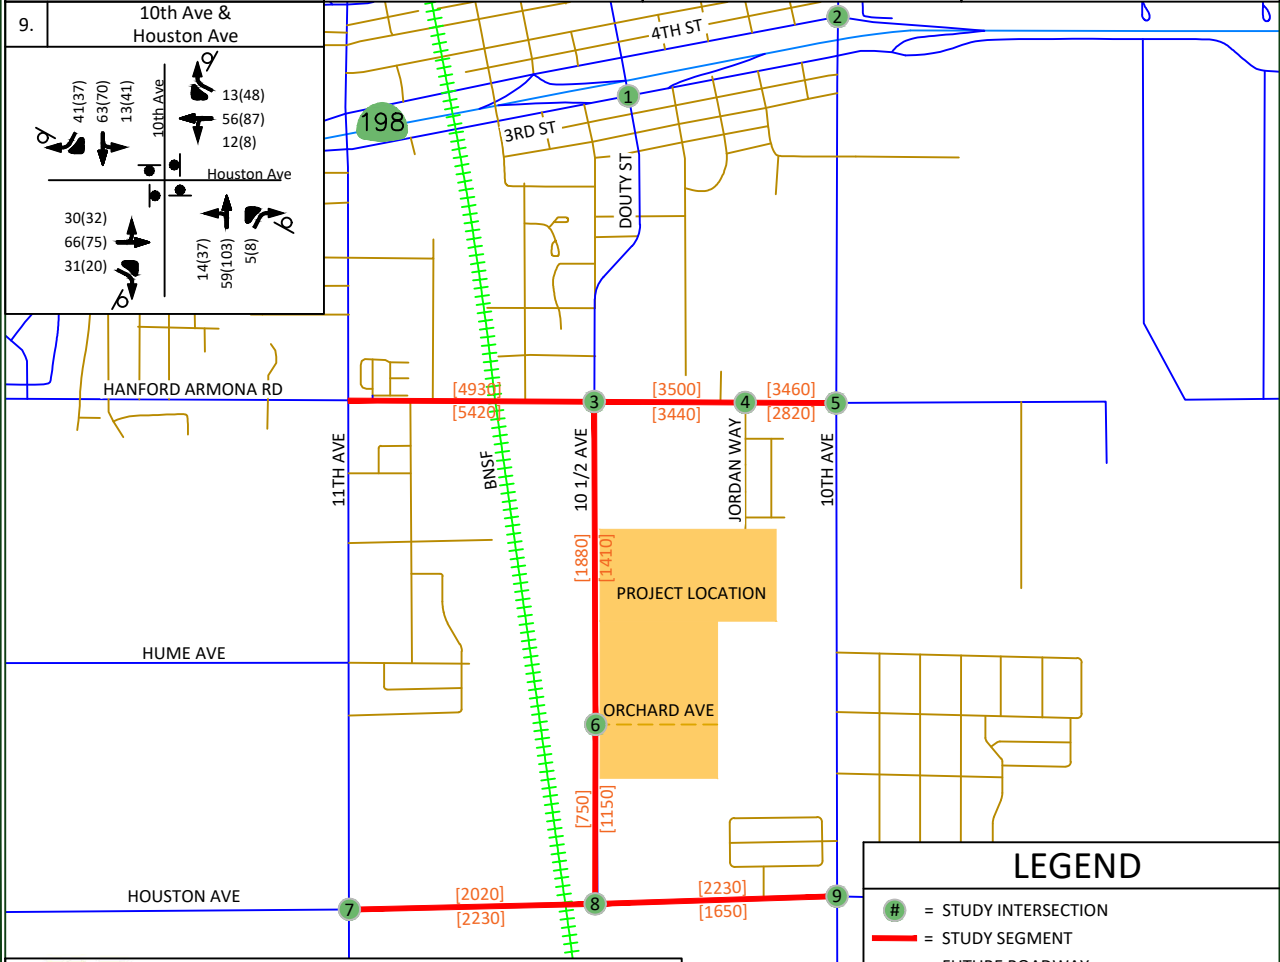 9.
10th Ave &
Houston Ave
41(37)
63(70)
13(41)
10th Ave
13(48)
56(87)
12(8)
Houston Ave
30(32)
66(75)
31(20)
14(37)
59(103)
5(8)
198
4TH ST
3RD ST
DOUTY ST
1
2
HANFORD ARMONA RD
[4930]
[5420]
3
[3500]
[3440]
4
[3460]
[2820]
5
11TH AVE
BNSF
10 1/2 AVE
JORDAN WAY
10TH AVE
[1880]
[1410]
PROJECT LOCATION
HUME AVE
ORCHARD AVE
6
[750]
[1150]
HOUSTON AVE
7
[2020]
[2230]
8
[2230]
[1650]
9
LEGEND
# = STUDY INTERSECTION
= STUDY SEGMENT
FUTURE ROADWAY